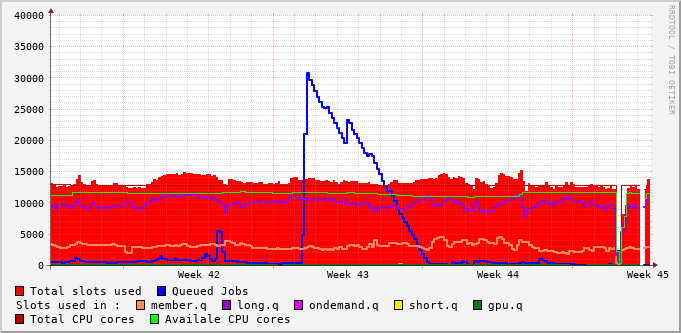 40000
35000
30000
25000
20000
15000
10000
5000
0
Week 42 Week 43 Week 44 Week 45
RRDTOOL / TOBI OETIKER
Total slots used Queued Jobs
Slots used in : member.q long.q ondemand.q short.q gpu.q
Total CPU cores Availale CPU cores